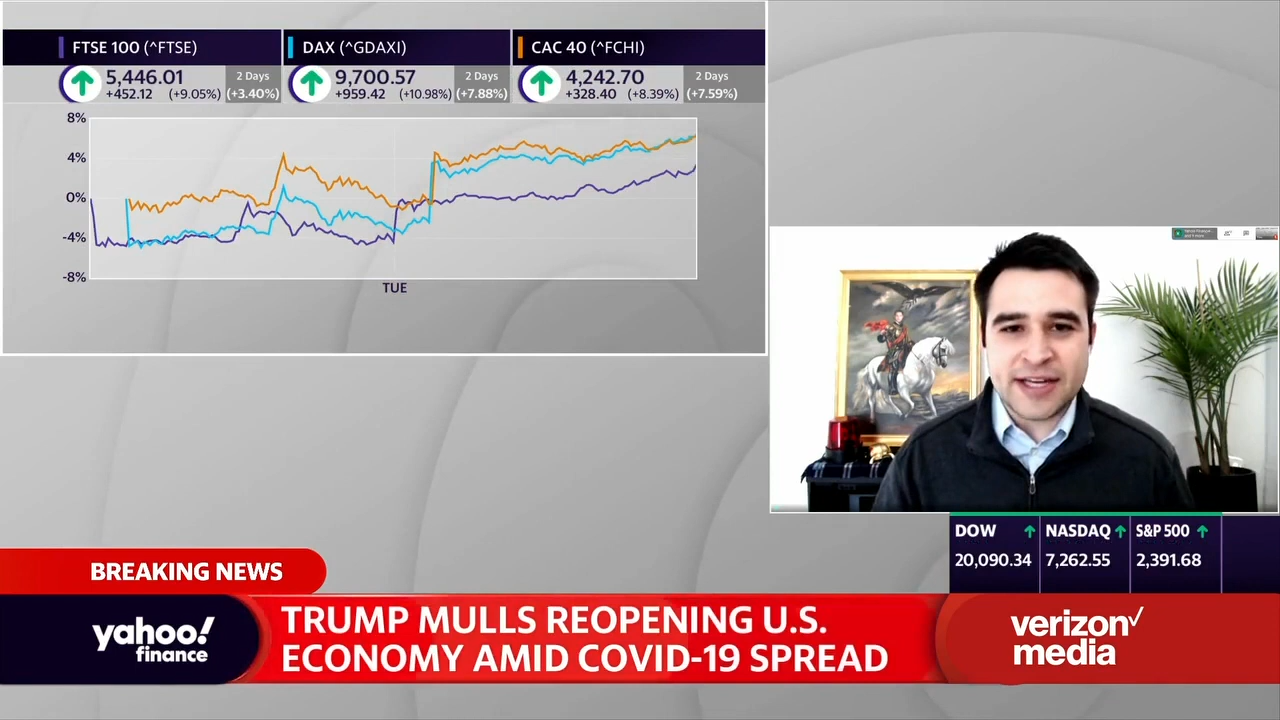 FTSE 100 (^FTSE)
5,446.01
+452.12 (+9.05%)
2 Days
(+3.40%)
DAX (^GDAXI)
9,700.57
+959.42 (+10.98%)
2 Days
(+7.88%)
CAC 40 (^FCHI)
4,242.70
+328.40 (+8.39%)
2 Days
(+7.59%)
8%
4%
0%
-4%
-8%
TUE
DOW
20,090.34
NASDAQ
7,262.55
S&P 500
2,391.68
BREAKING NEWS
yahoo!
finance
TRUMP MULLS REOPENING U.S.
ECONOMY AMID COVID-19 SPREAD
verizon
media